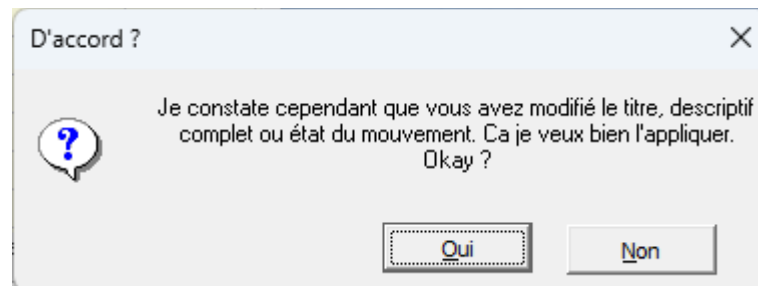 D'accord ?
Je constate cependant que vous avez modifié le titre, descriptif
complet ou état du mouvement. Ca je veux bien l'appliquer.
Okay ?
Oui
Non